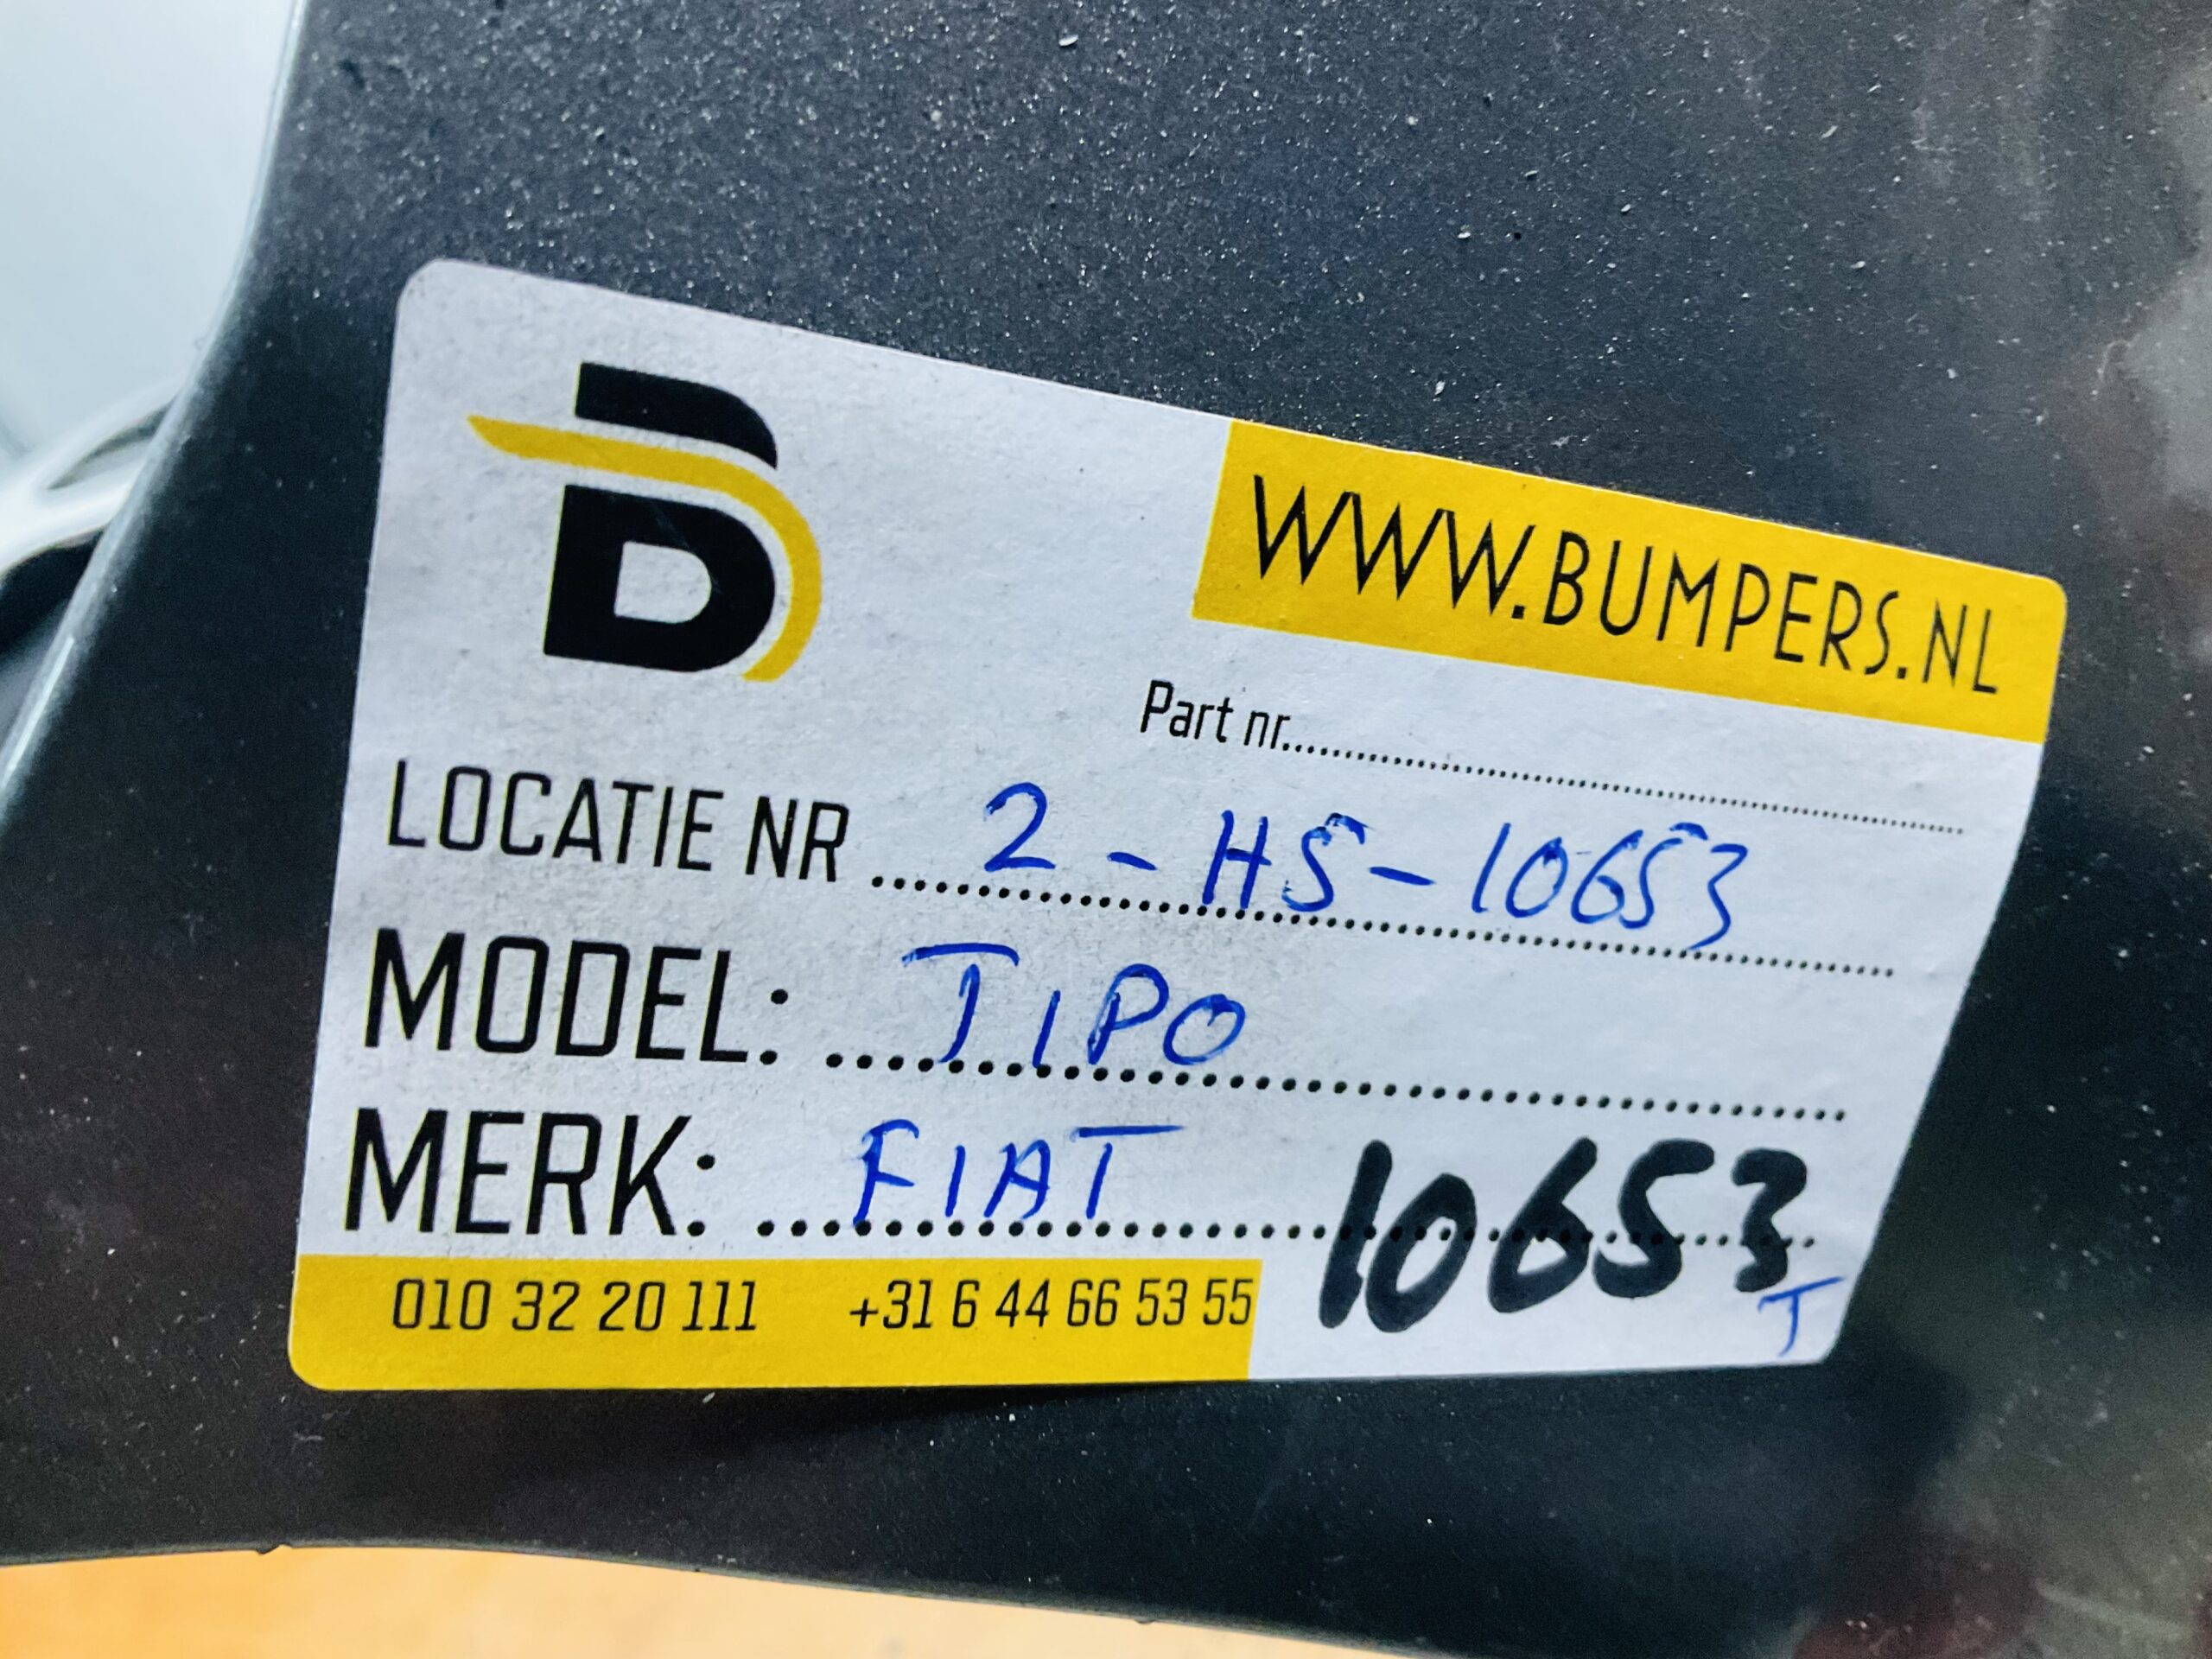 B
WWW.BUMPERS.NL
Part nr...............
LOCATIE NR ... 2 - HS - 10653
MODEL: ... TIPO
MERK: ... FIAT 10653
T
010 32 20 111 +31 6 44 66 53 55